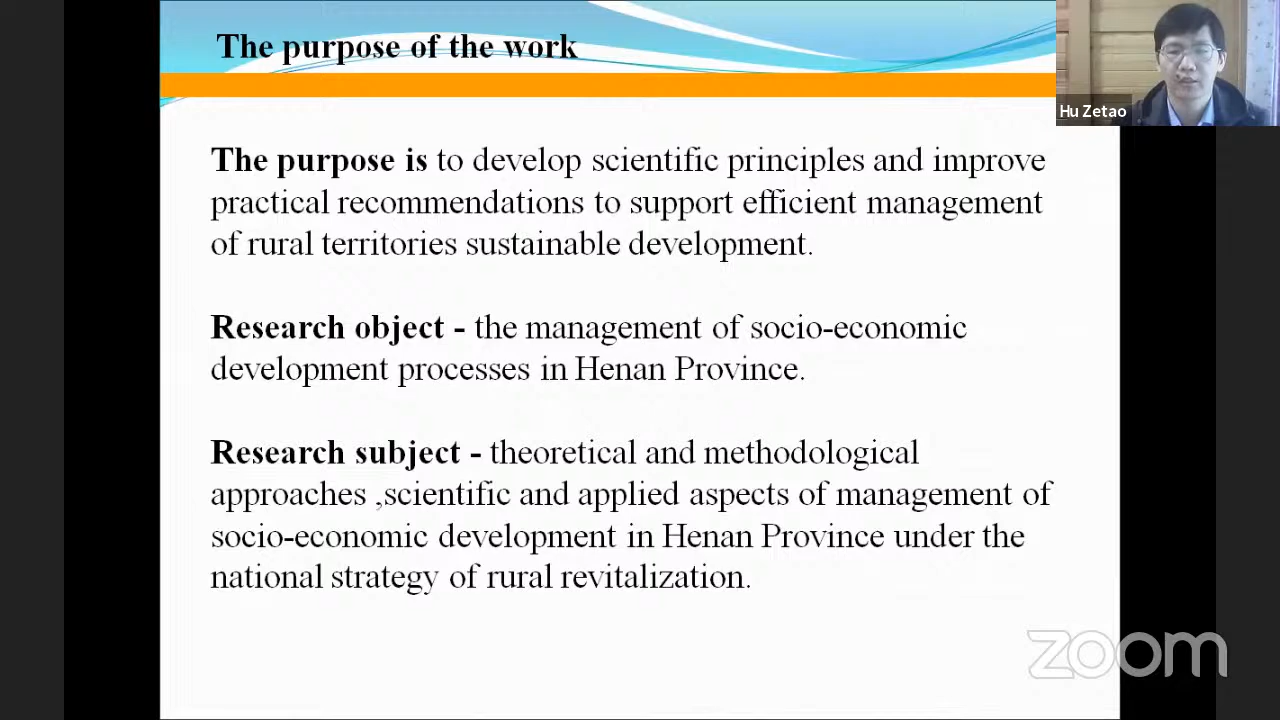 The purpose of the work
Hu Zetao
The purpose is to develop scientific principles and improve
practical recommendations to support efficient management
of rural territories sustainable development.
Research object - the management of socio-economic
development processes in Henan Province.
Research subject - theoretical and methodological
approaches ,scientific and applied aspects of management of
socio-economic development in Henan Province under the
national strategy of rural revitalization.
zoom